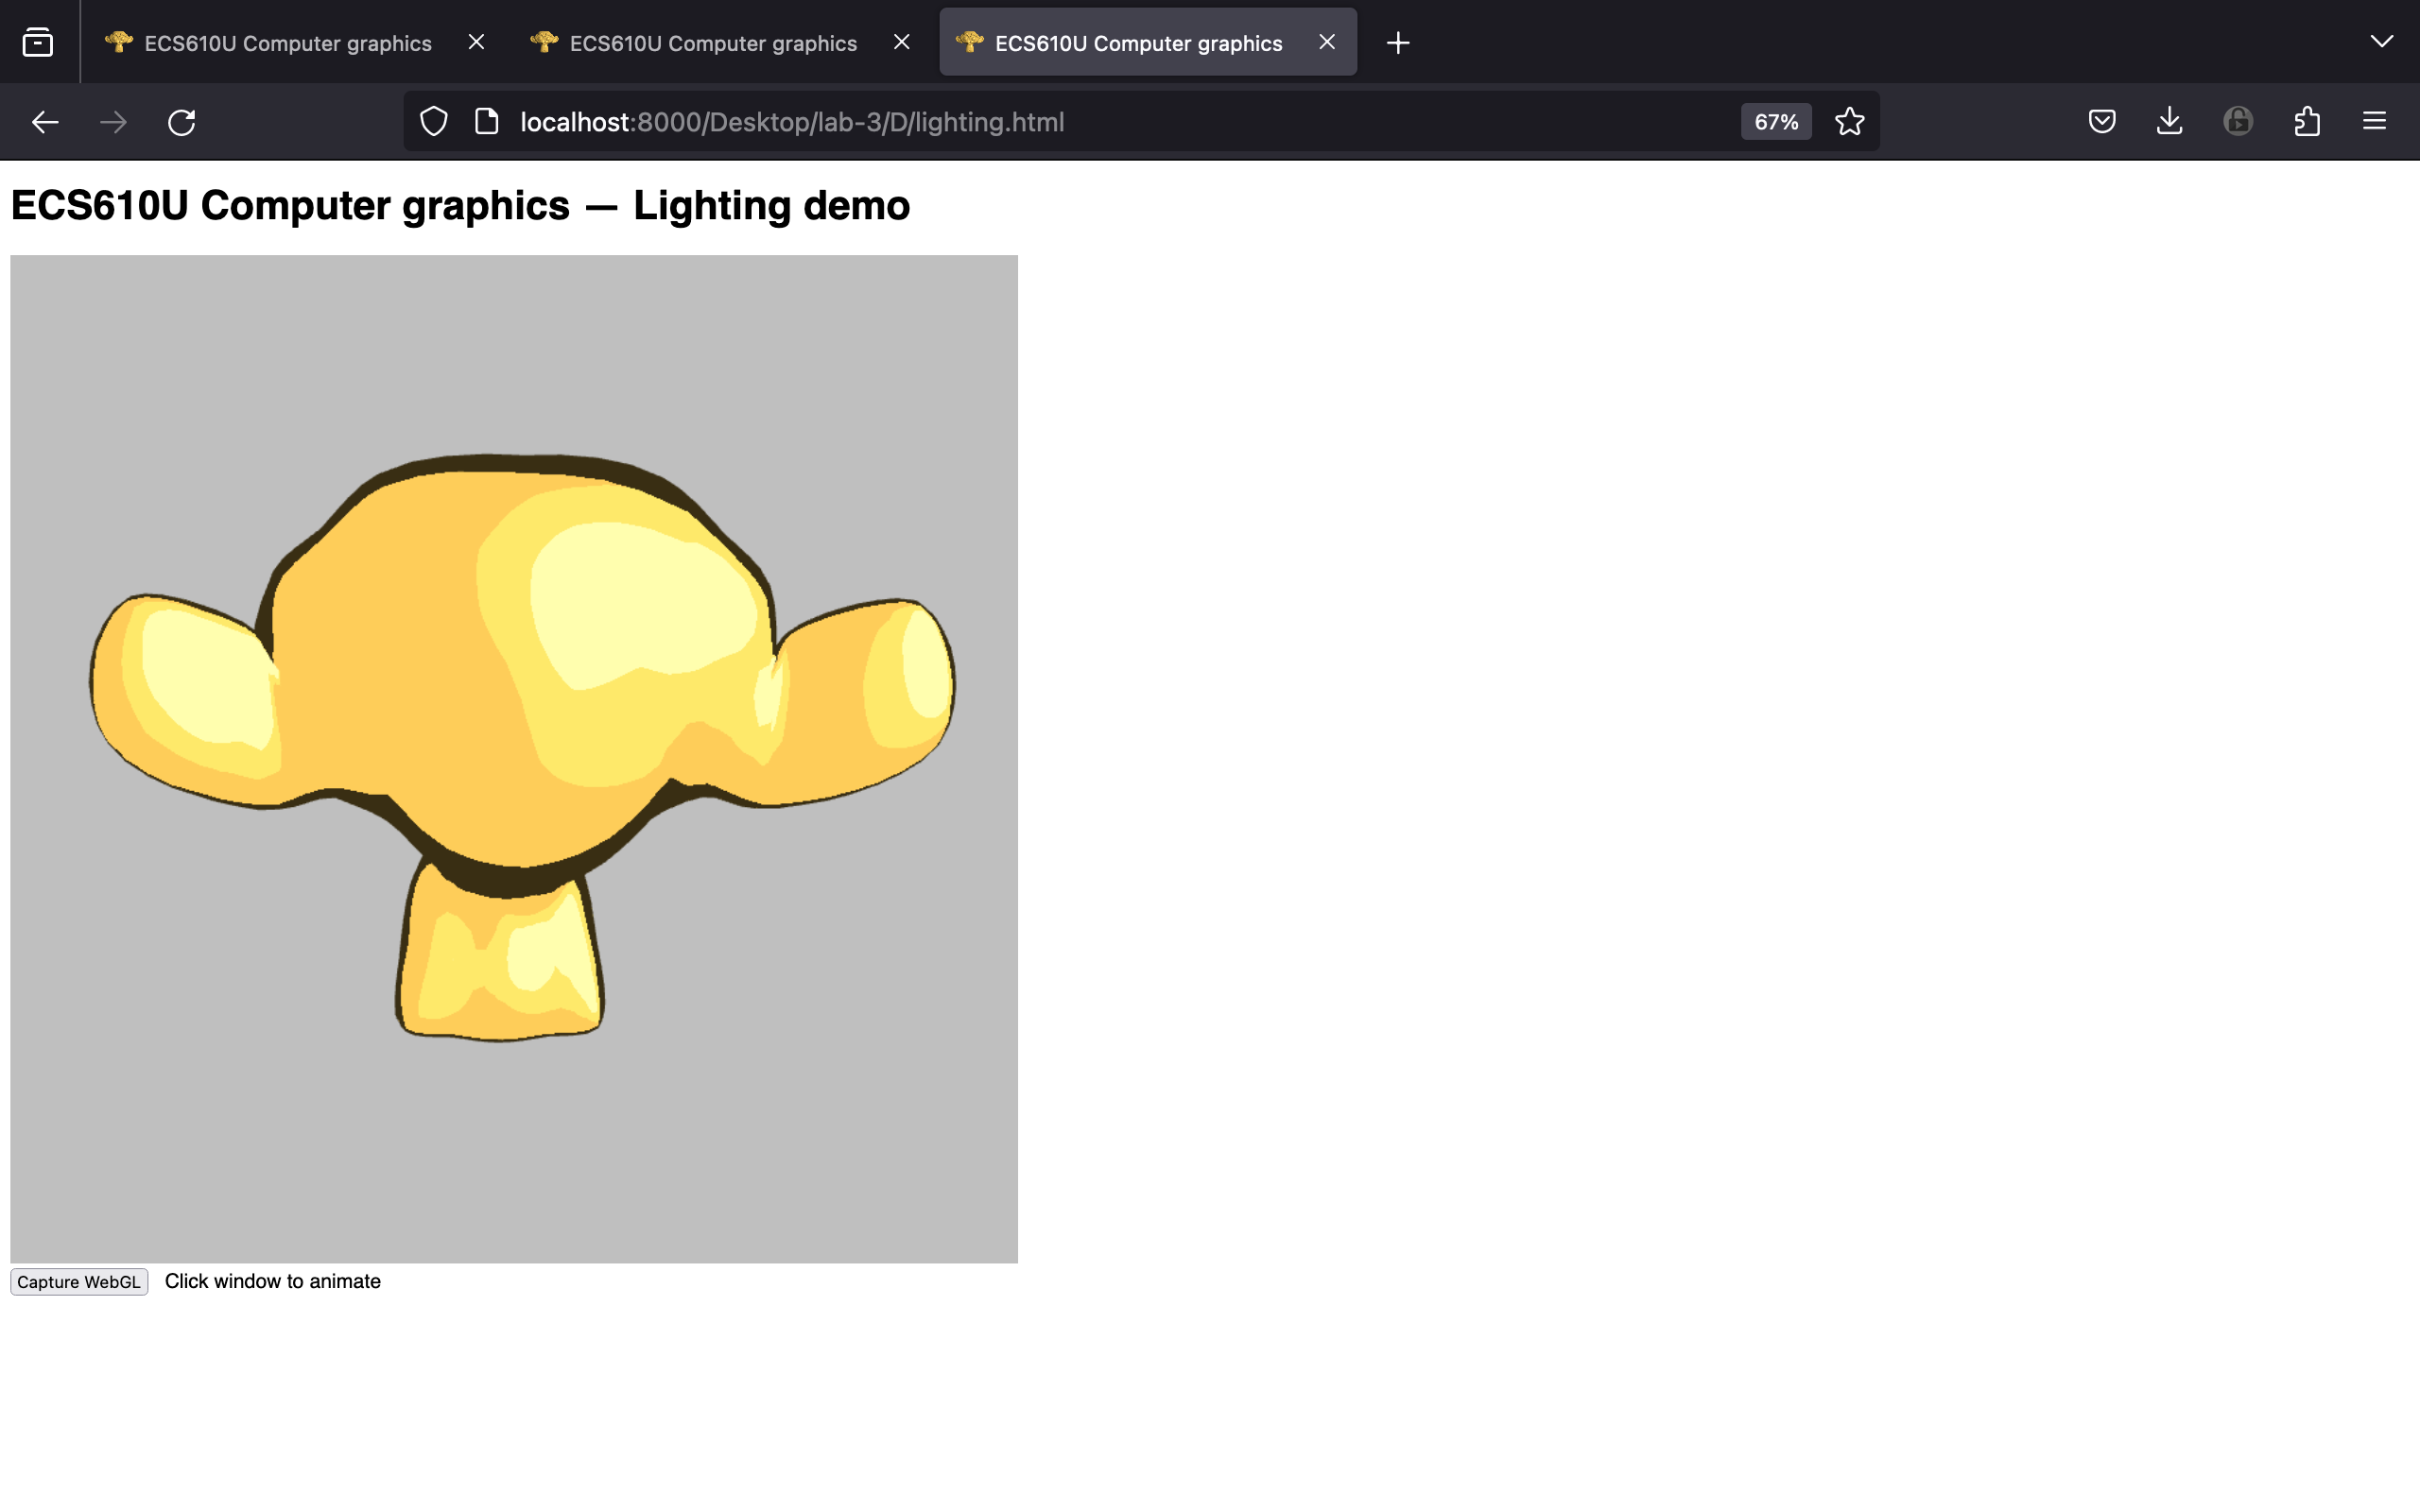 ECS610U Computer graphics
ECS610U Computer graphics
ECS610U Computer graphics
localhost:8000/Desktop/lab-3/D/lighting.html
67%
ECS610U Computer graphics — Lighting demo
Capture WebGL
Click window to animate